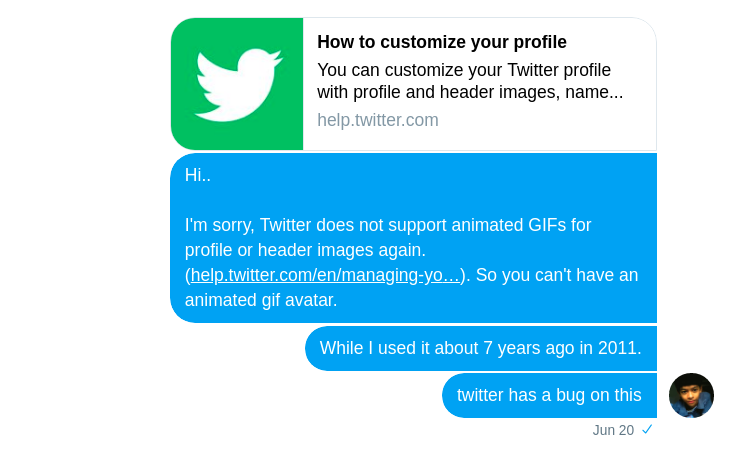 How to customize your profile
You can customize your Twitter profile
with profile and header images, name...
help.twitter.com
Hi..
I'm sorry, Twitter does not support animated GIFs for
profile or header images again.
(help.twitter.com/en/managing-yo…). So you can't have an
animated gif avatar.
While I used it about 7 years ago in 2011.
twitter has a bug on this
Jun 20